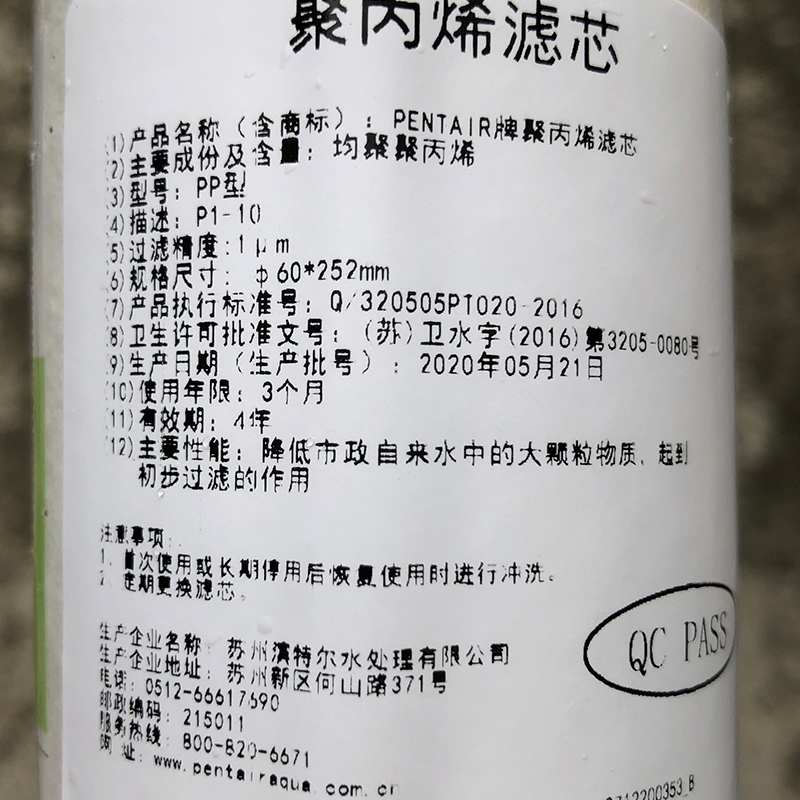 聚丙烯滤芯
(1)产品名称（含商标）：PENTAIR牌聚丙烯滤芯
(2)主要成份及含量：均聚聚丙烯
(3)型号：PP型
(4)描述：P1-10
(5)过滤精度:1μm
(6)规格尺寸：φ60*252mm
(7)产品执行标准号：Q/320505PT020-2016
(8)卫生许可批准文号：(苏)卫水字(2016)第3205-0080号
(9)生产日期（生产批号）：2020年05月21日
(10)使用年限：3个月
(11)有效期：4年
(12)主要性能：降低市政自来水中的大颗粒物质、起到
初步过滤的作用
注意事项：
1、首次使用或长期停用后恢复使用时进行冲洗。
2、定期更换滤芯。
QC PASS
生产企业名称：苏州滨特尔水处理有限公司
生产企业地址：苏州新区何山路371号
电话：0512-66617690
邮政编码：215011
服务热线：800-820-6671
网 址：www.pentairaqua.com.cn